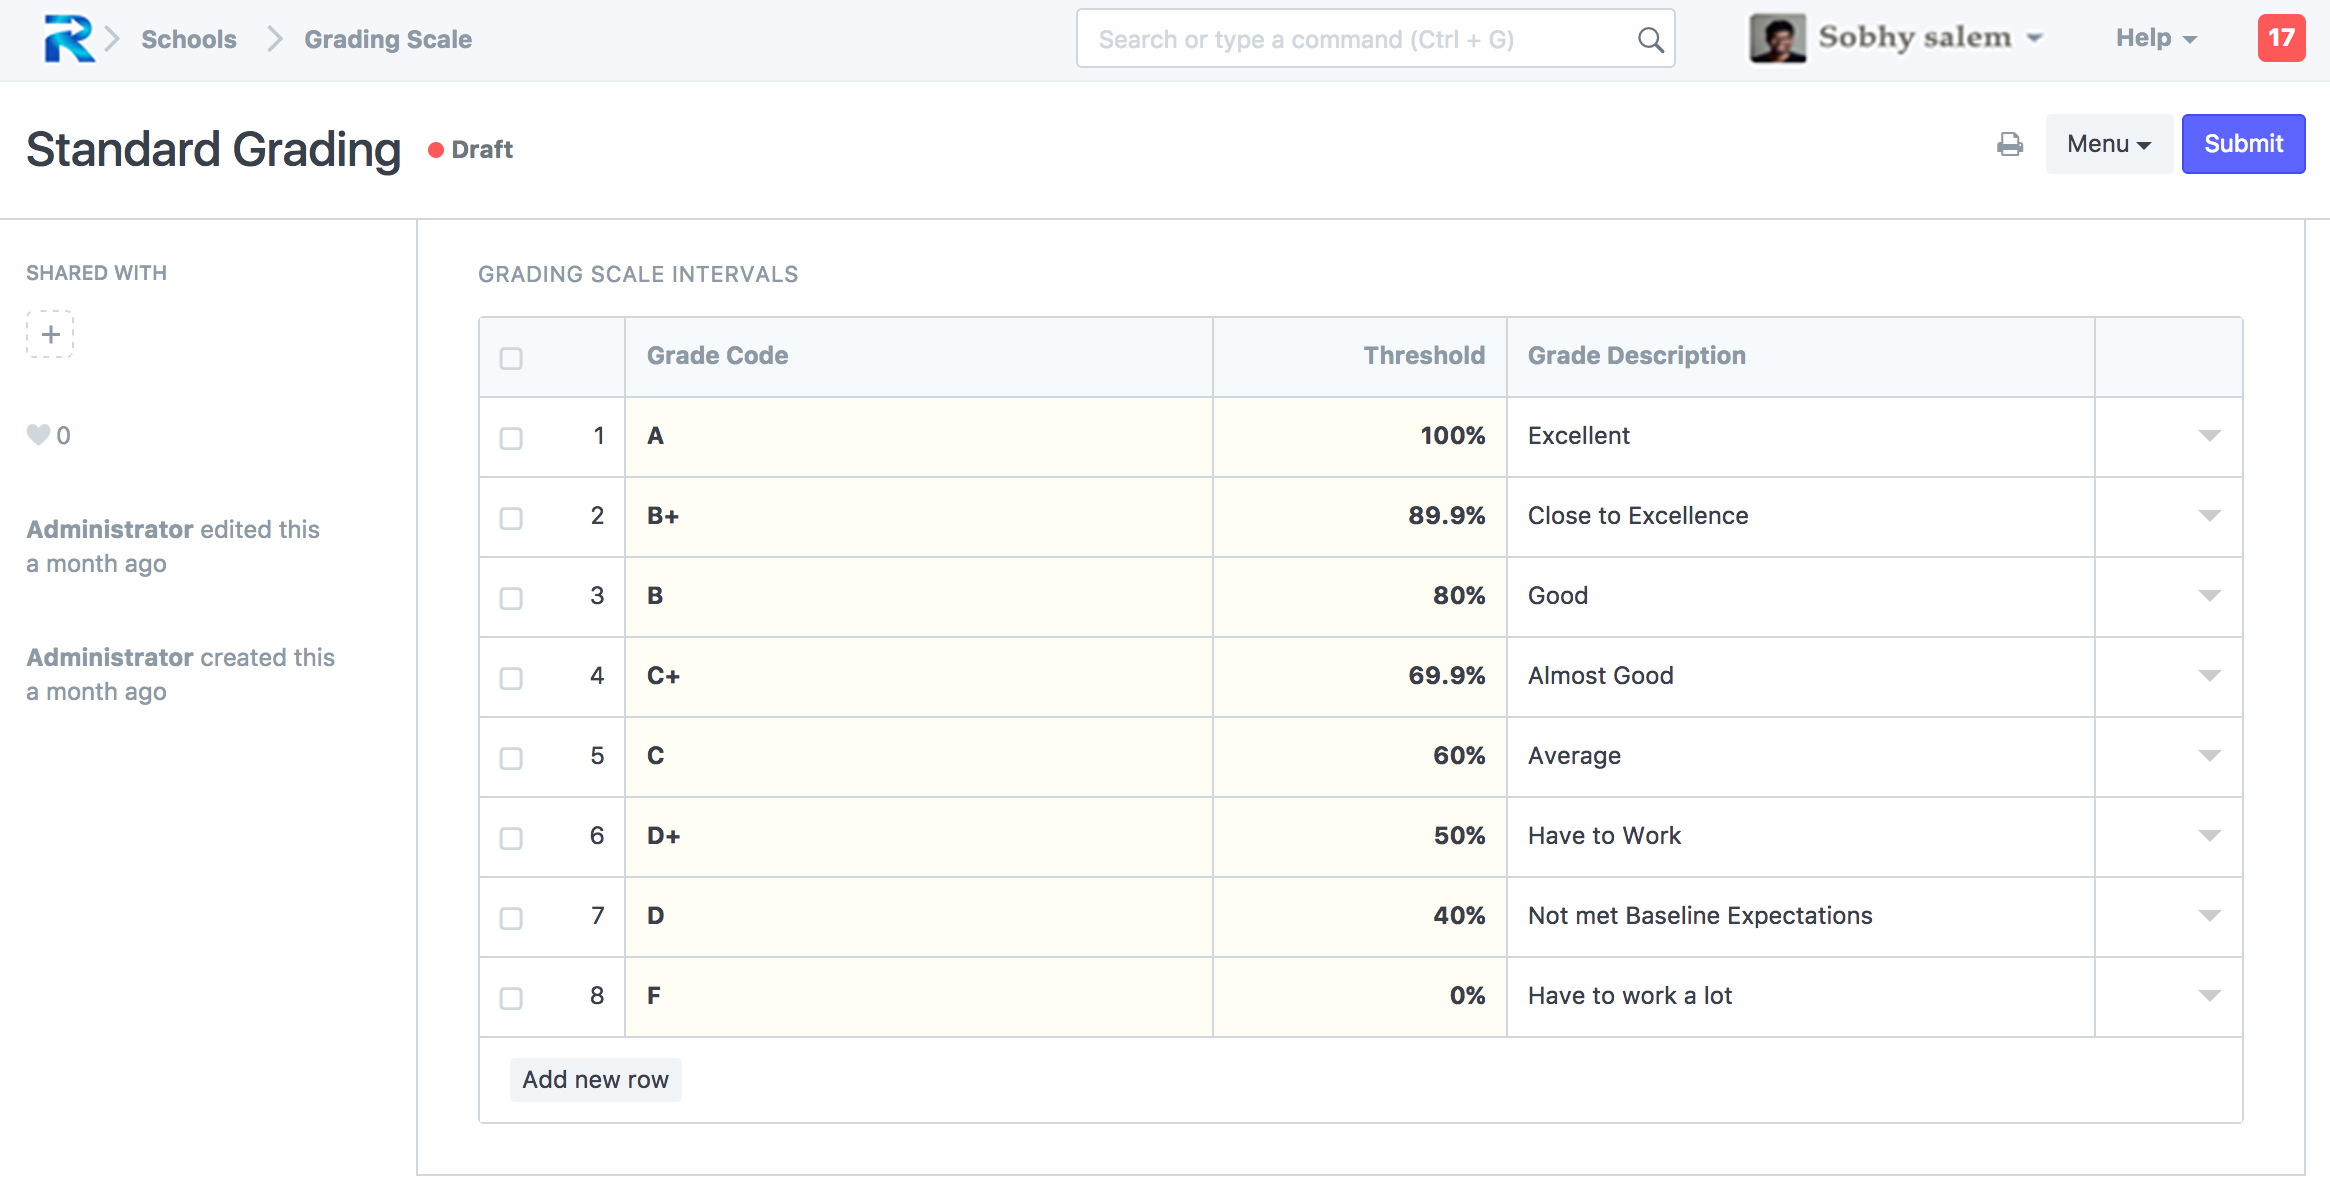 Schools
Grading Scale
Search or type a command (Ctrl + G)
Sobhy salem
Help
17
Standard Grading
Draft
Menu
Submit
SHARED WITH
+
0
Administrator edited this
a month ago
Administrator created this
a month ago
GRADING SCALE INTERVALS
Grade Code Threshold Grade Description
1 A 100% Excellent
2 B+ 89.9% Close to Excellence
3 B 80% Good
4 C+ 69.9% Almost Good
5 C 60% Average
6 D+ 50% Have to Work
7 D 40% Not met Baseline Expectations
8 F 0% Have to work a lot
Add new row